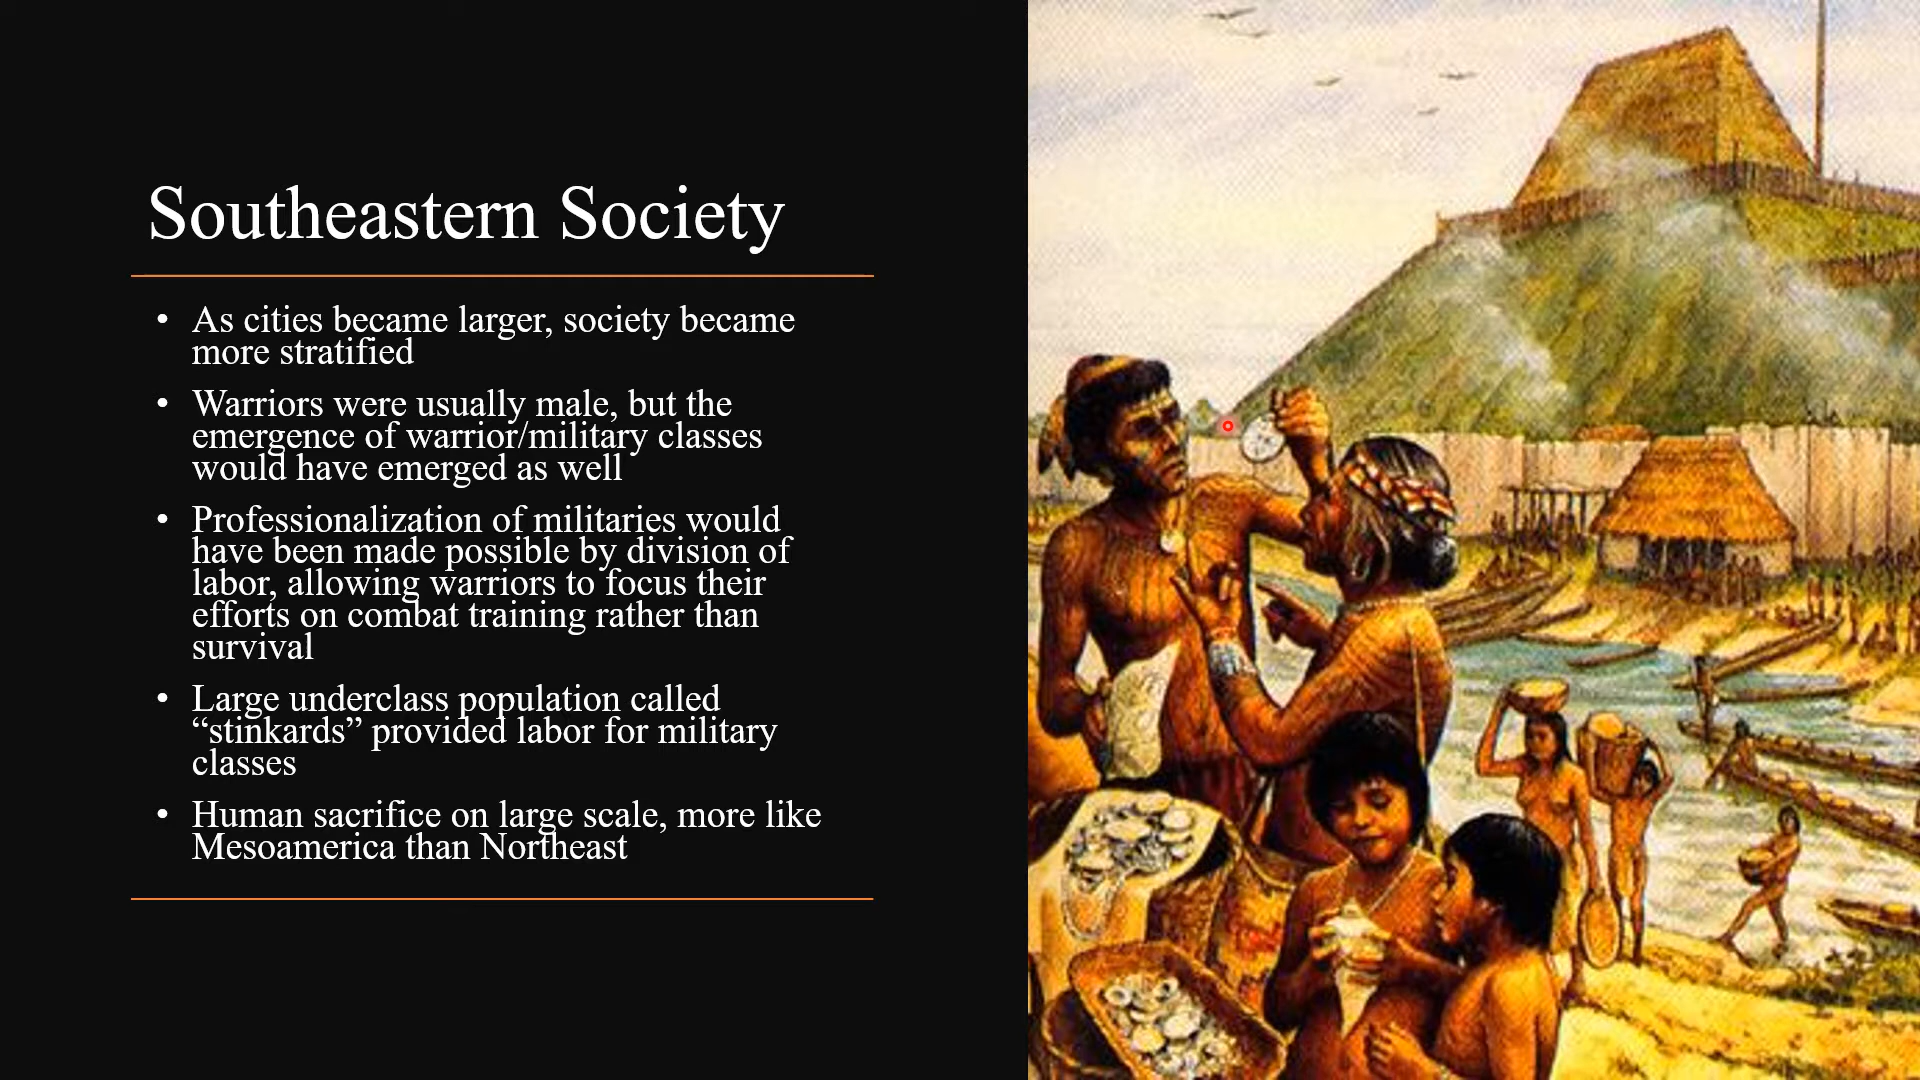 Southeastern Society
• As cities became larger, society became
more stratified
• Warriors were usually male, but the
emergence of warrior/military classes
would have emerged as well
• Professionalization of militaries would
have been made possible by division of
labor, allowing warriors to focus their
efforts on combat training rather than
survival
• Large underclass population called
“stinkards” provided labor for military
classes
• Human sacrifice on large scale, more like
Mesoamerica than Northeast